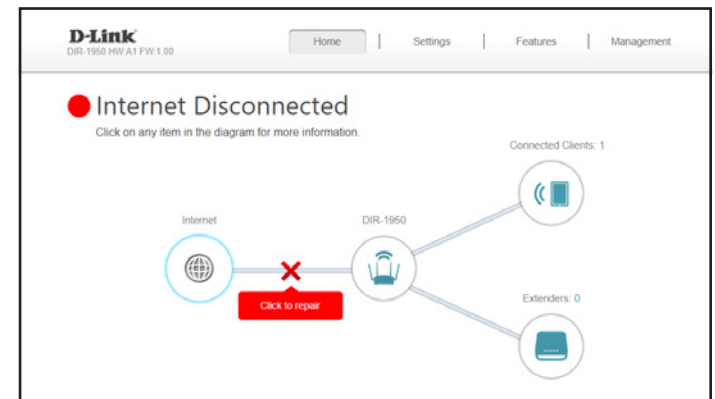 D-Link
DIR-1950 HW:A1 FW:1.00
Home | Settings | Features | Management
Internet Disconnected
Click on any item in the diagram for more information.
Connected Clients: 1
Internet
DIR-1950
Click to repair
Extenders: 0